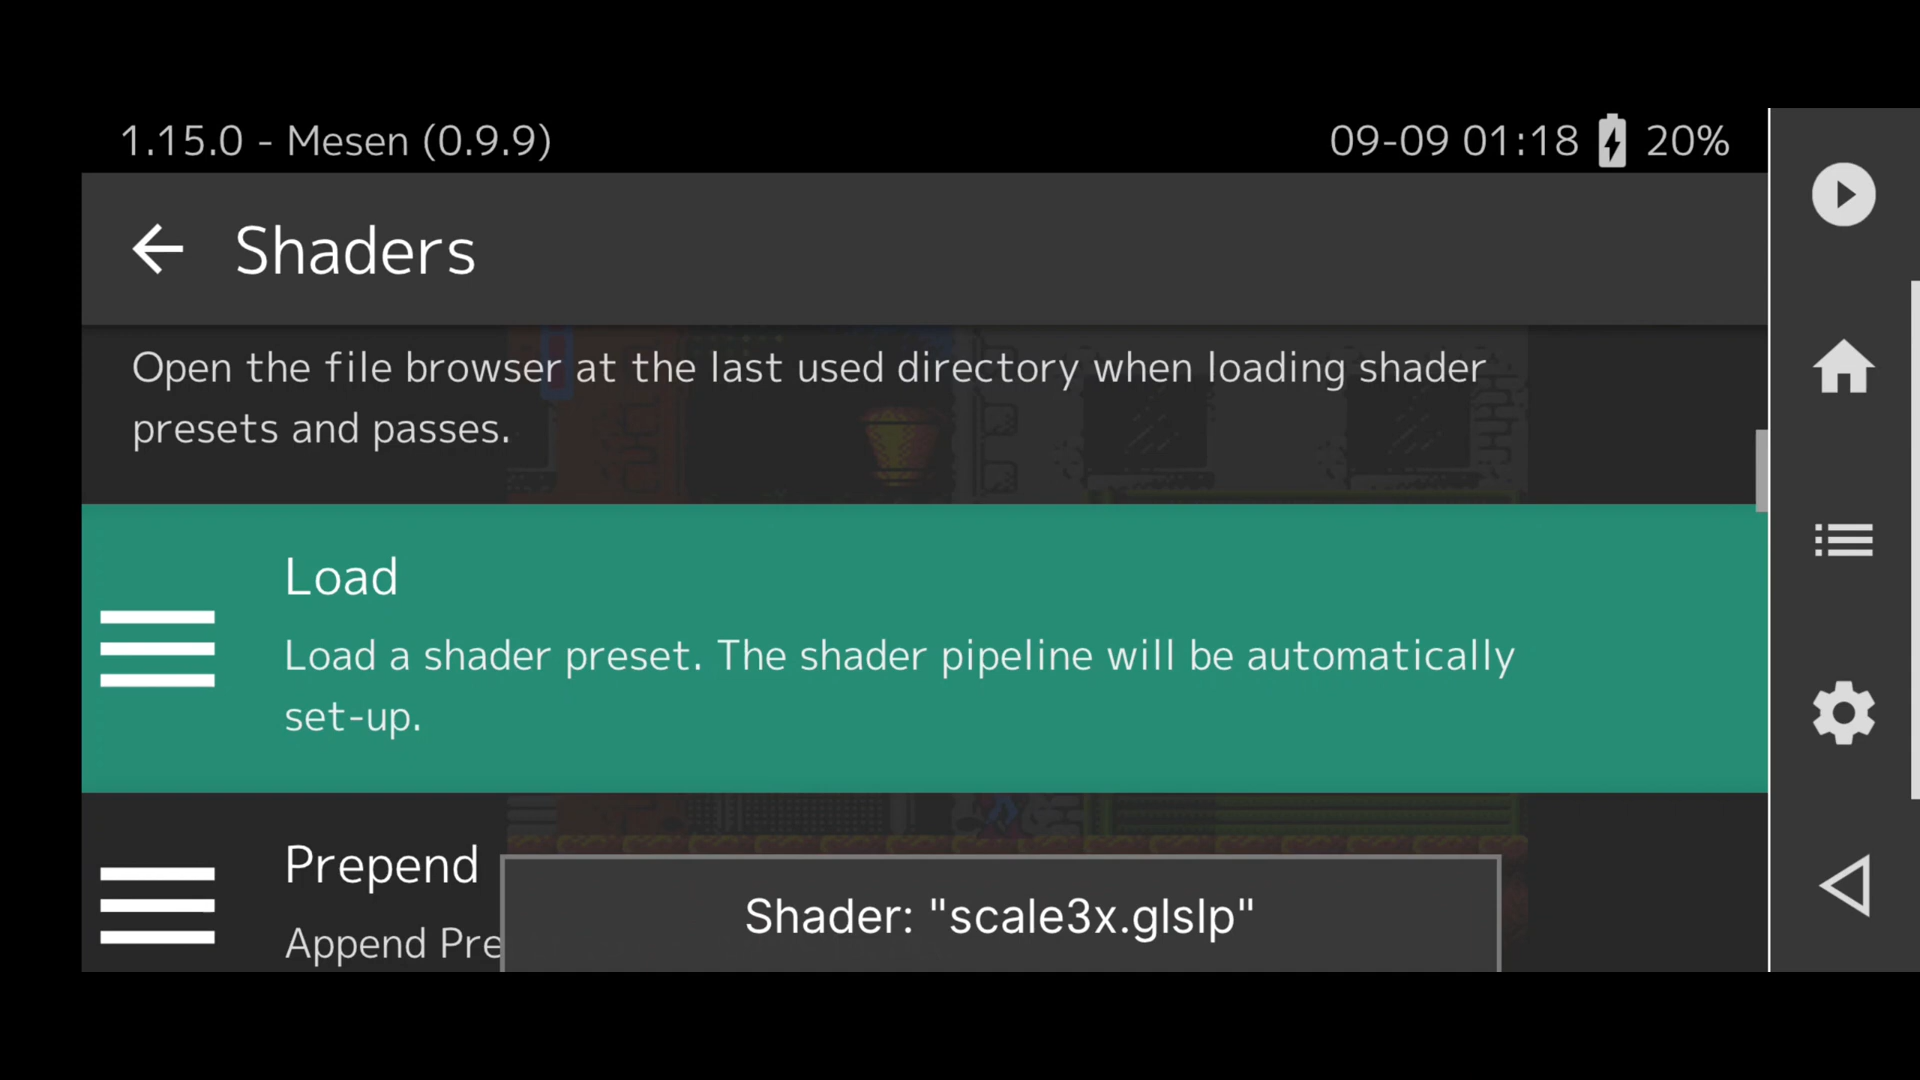 1.15.0 - Mesen (0.9.9)
09-09 01:18
20%
Shaders
Open the file browser at the last used directory when loading shader
presets and passes.
Load
Load a shader preset. The shader pipeline will be automatically
set-up.
Prepend
Append Pre
Shader: "scale3x.glslp"